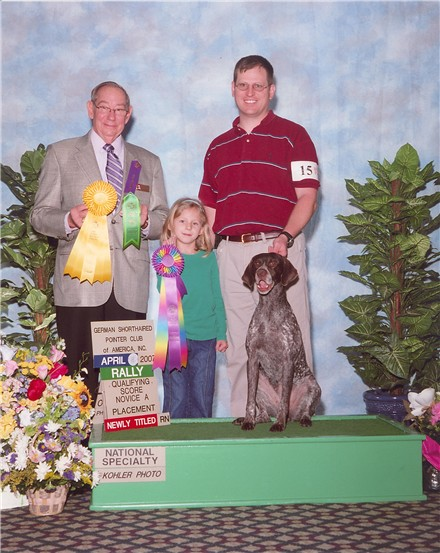 15
GERMAN SHORTHAIRED
POINTER CLUB
of AMERICA, INC.
APRIL 2007
RALLY
QUALIFYING
SCORE
NOVICE A
PLACEMENT
NEWLY TITLED RN
NATIONAL
SPECIALTY
KOHLER PHOTO